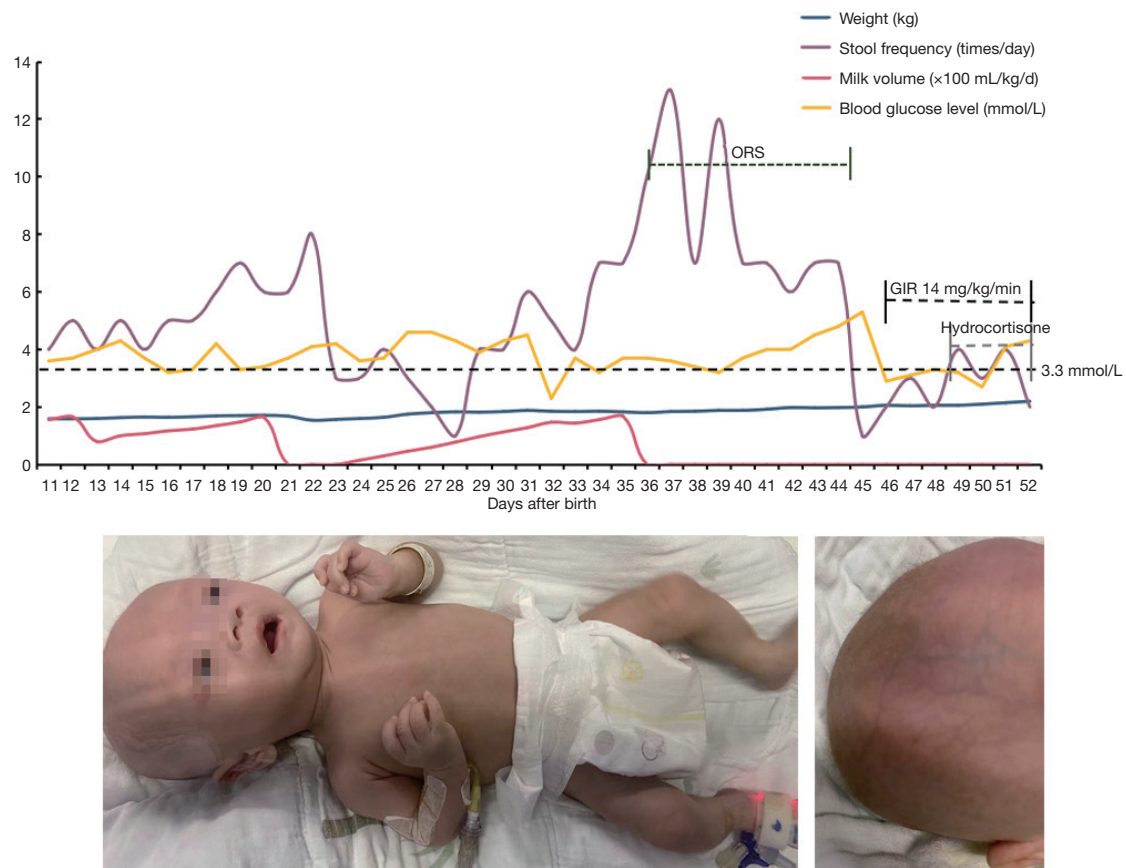 Weight (kg)
Stool frequency (times/day)
Milk volume (×100 mL/kg/d)
Blood glucose level (mmol/L)
14
12
10
8
6
4
2
0
ORS
GIR 14 mg/kg/min
Hydrocortisone
3.3 mmol/L
11 12 13 14 15 16 17 18 19 20 21 22 23 24 25 26 27 28 29 30 31 32 33 34 35 36 37 38 39 40 41 42 43 44 45 46 47 48 49 50 51 52
Days after birth